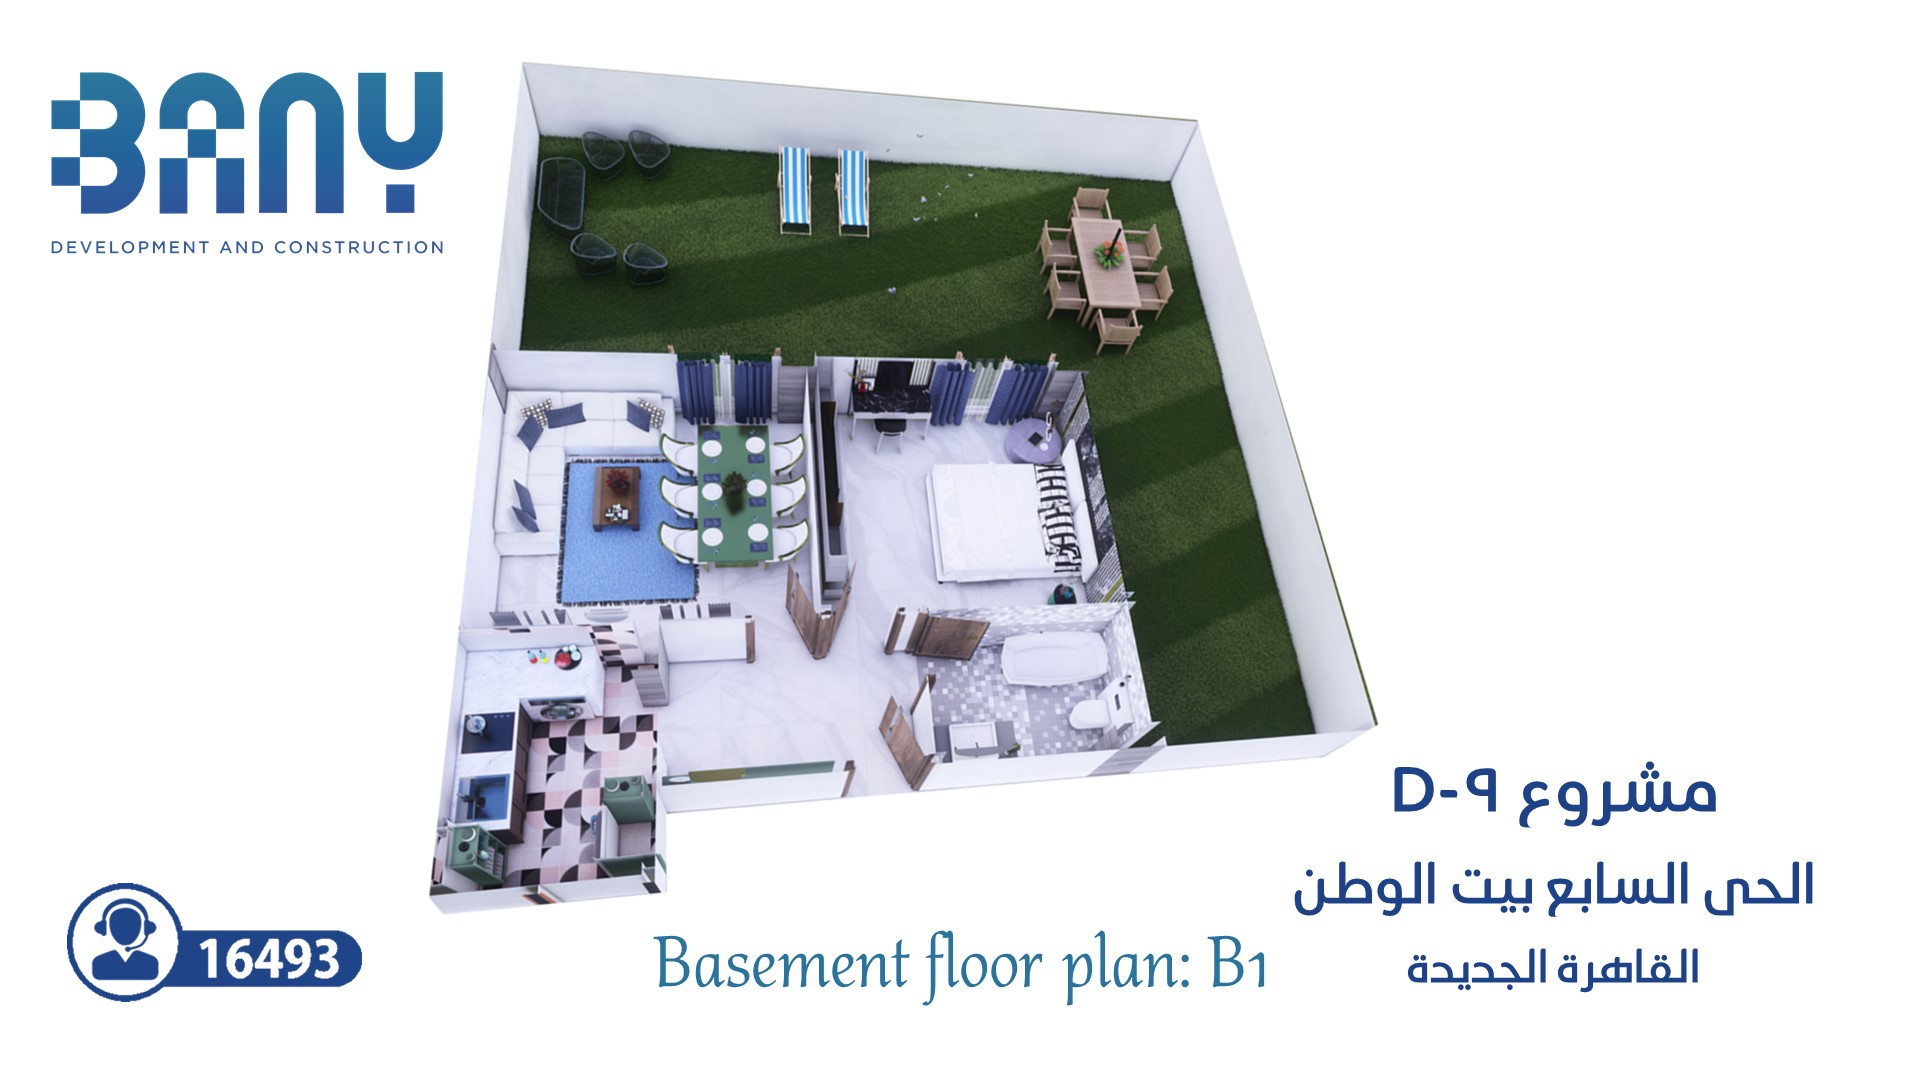 BANY
DEVELOPMENT AND CONSTRUCTION
مشروع D-٩
الحى السابع بيت الوطن
القاهرة الجديدة
Basement floor plan: B1
16493